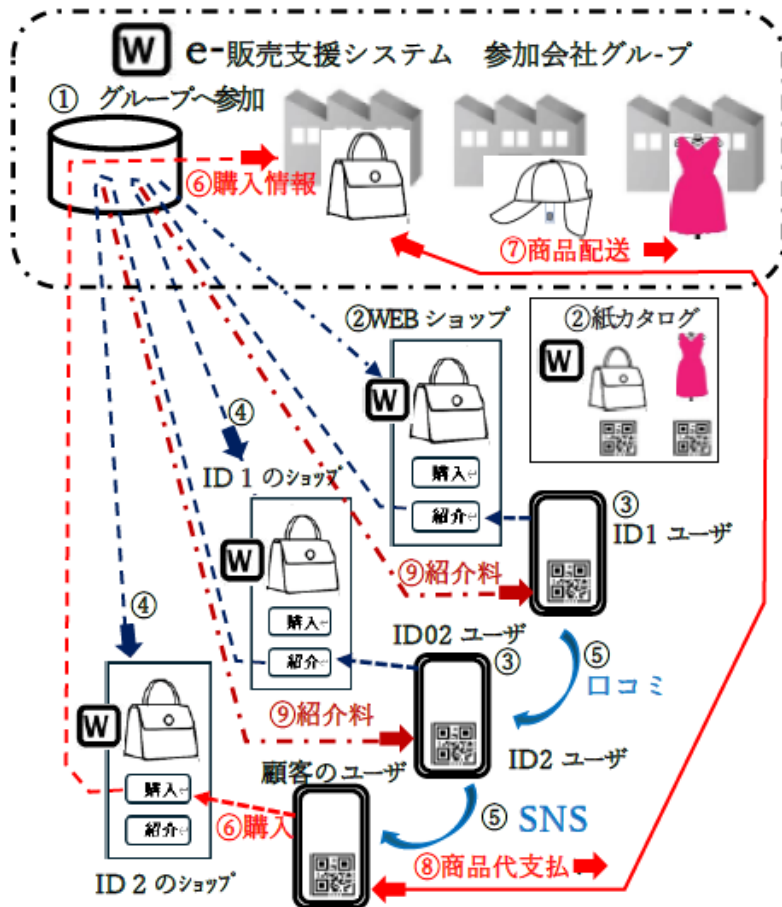 W e-販売支援システム 参加会社グル-プ
① グループへ参加
⑥購入情報
⑦商品配送
②WEBショップ
②紙カタログ
W
W
④
購入
ID 1 のショップ
紹介
③
ID1 ユーザ
W
⑨紹介料
購入
④
ID02 ユーザ
紹介
③
⑤
口コミ
W
⑨紹介料
ID2 ユーザ
顧客のユーザ
購入
⑥購入
⑤ SNS
紹介
⑧商品代支払
ID 2 のショップ